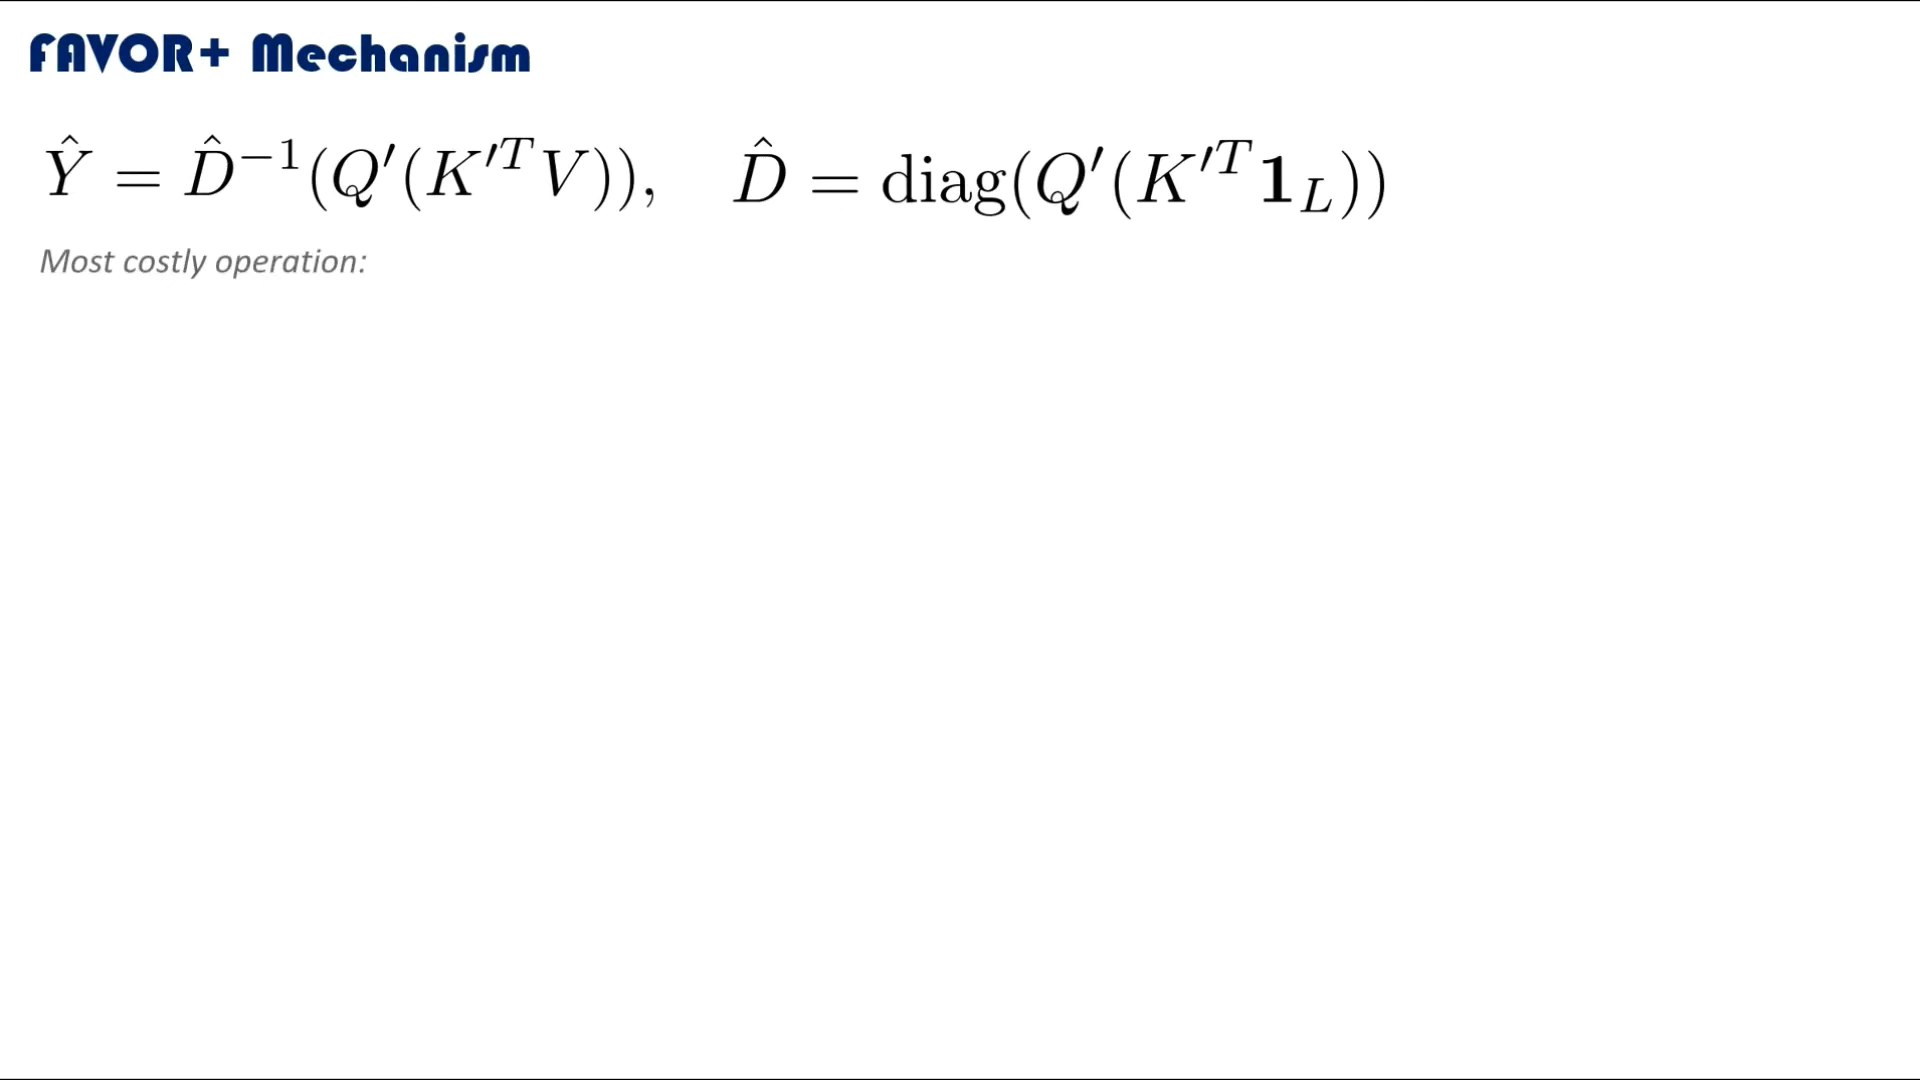 FAVOR+ Mechanism
Ŷ = D̂⁻¹(Q′(K′ᵀV)), D̂ = diag(Q′(K′ᵀ𝟏_L))
Most costly operation: